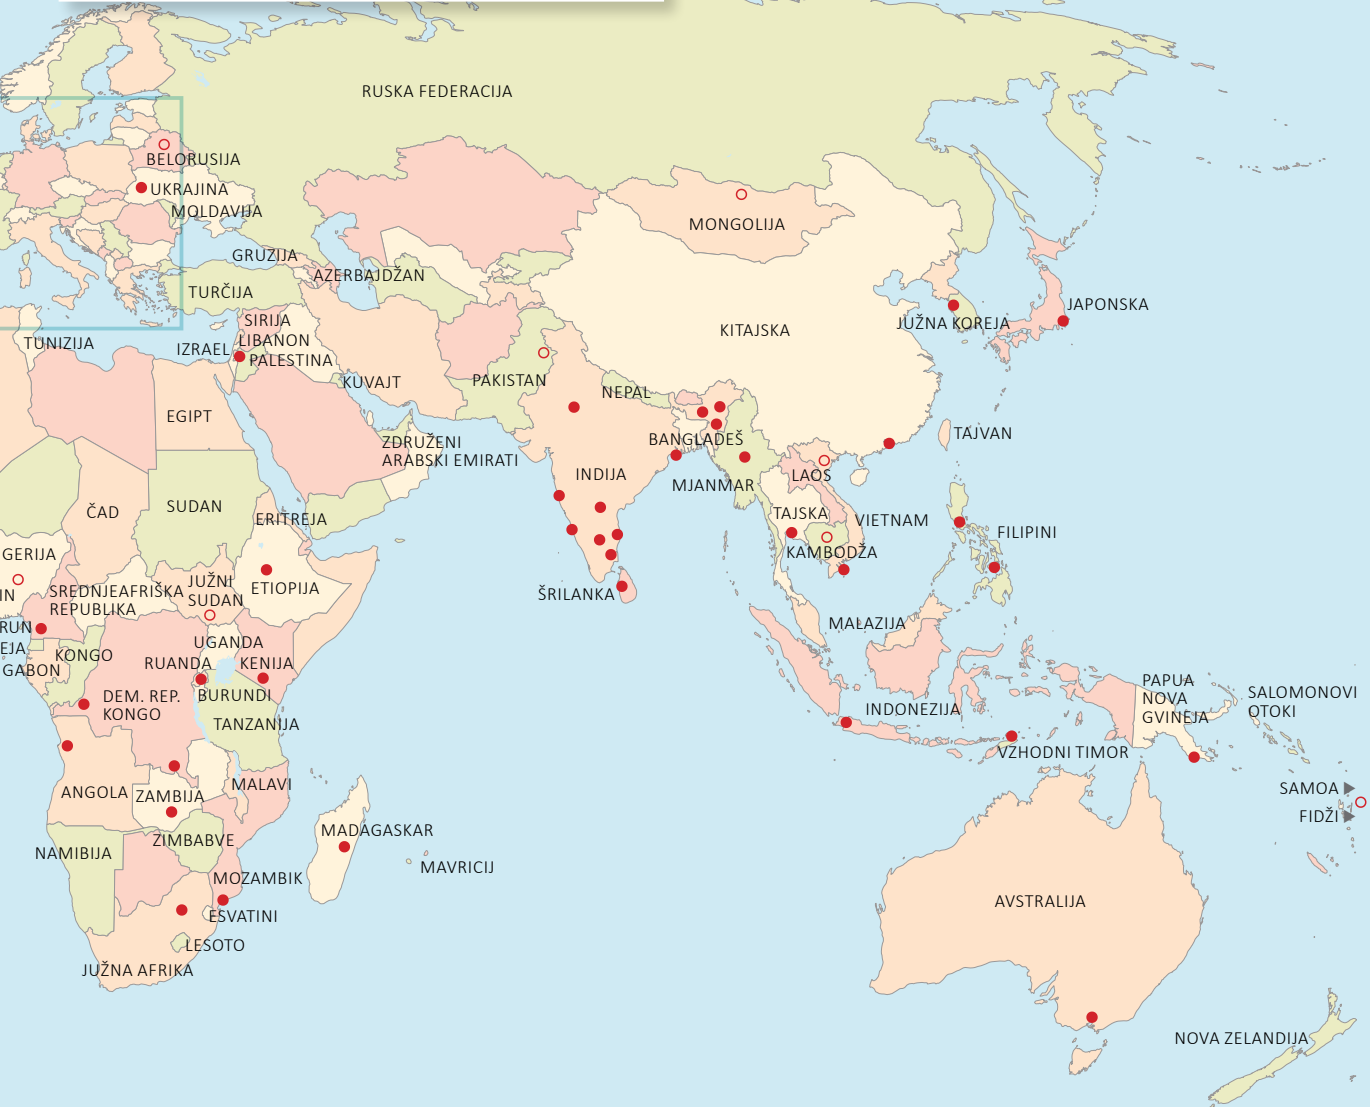 RUSKA FEDERACIJA
BELORUSIJA
UKRAJINA
MOLDAVIJA
MONGOLIJA
GRUZIJA
AZERBAJDŽAN
TURČIJA
JAPONSKA
SIRIJA
JUŽNA KOREJA
KITAJSKA
TUNIZIJA
IZRAEL
LIBANON
PALESTINA
KUVAJT
PAKISTAN
NEPAL
EGIPT
ZDRUŽENI
ARABSKI EMIRATI
BANGLADEŠ
TAJVAN
INDIJA
MJANMAR
LAOS
ČAD
SUDAN
ERITREJA
TAJSKA
VIETNAM
FILIPINI
GERIJA
KAMBODŽA
IN
SREDNJEAFRIŠKA
REPUBLIKA
JUŽNI
SUDAN
ETIOPIJA
ŠRILANKA
RUN
EJA
GABON
KONGO
UGANDA
MALAZIJA
RUANDA
KENIJA
BURUNDI
DEM. REP.
KONGO
TANZANIJA
INDONEZIJA
PAPUA
NOVA
GVINEJA
SALOMONOVI
OTOKI
VZHODNI TIMOR
ANGOLA
ZAMBIJA
MALAVI
SAMOA
FIDŽI
NAMIBIJA
ZIMBABVE
MADAGASKAR
MAVRICIJ
MOZAMBIK
ESVATINI
AVSTRALIJA
LESOTO
JUŽNA AFRIKA
NOVA ZELANDIJA